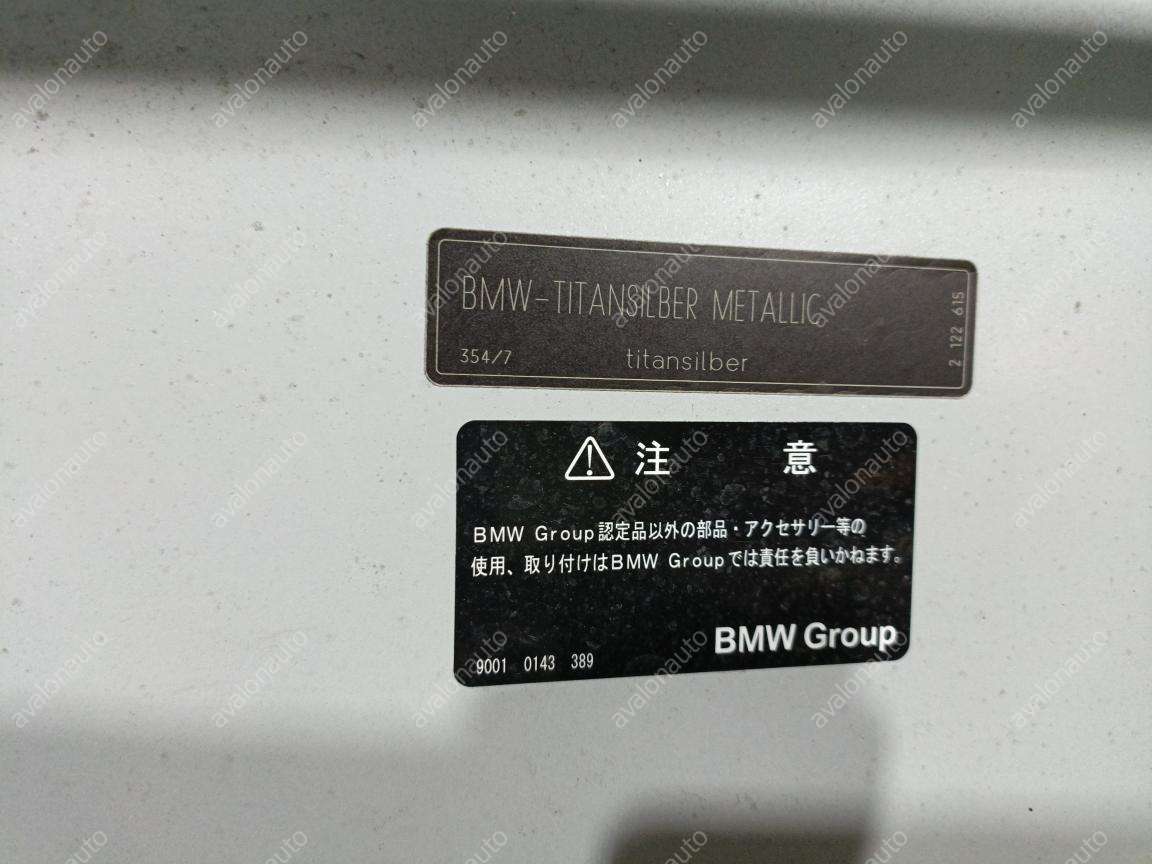 BMW-TITANSILBER METALLIC
354/7 titansilber
2 122 615
⚠ 注 意
BMW Group認定品以外の部品・アクセサリー等の
使用、取り付けはBMW Groupでは責任を負いかねます。
BMW Group
9001 0143 389
avalonauto